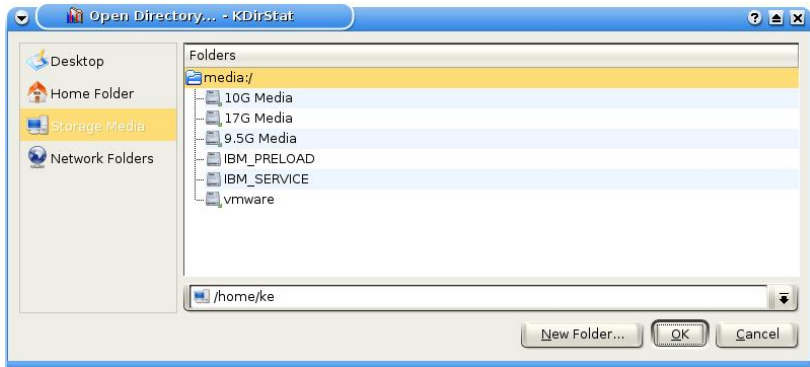 Open Directory... - KDirStat
Desktop
Home Folder
Storage Media
Network Folders
Folders
media:/
10G Media
17G Media
9.5G Media
IBM_PRELOAD
IBM_SERVICE
vmware
/home/ke
New Folder...
OK
Cancel